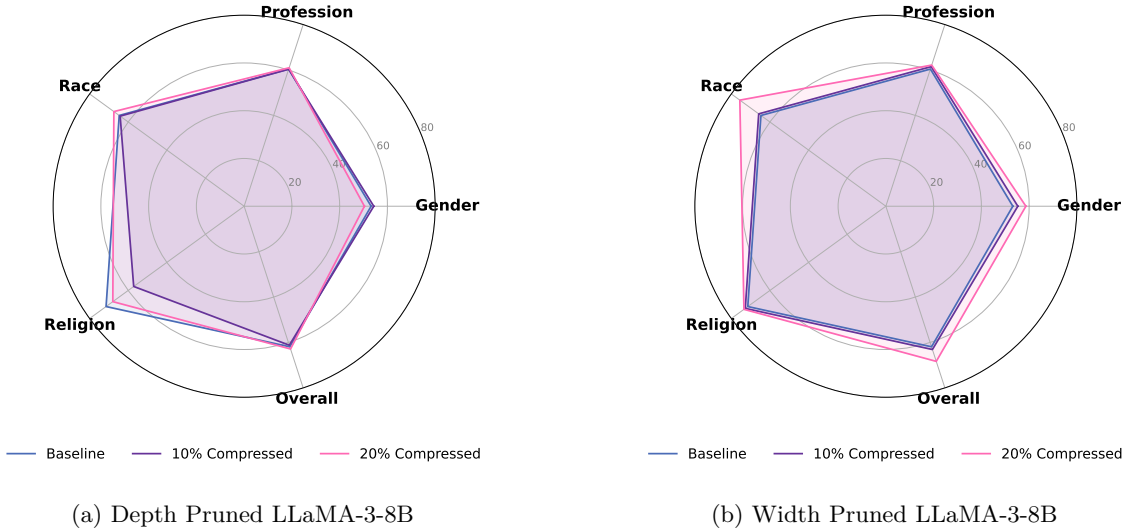 Profession
Race
80
60
40
20
Gender
Religion
Overall
Baseline
10% Compressed
20% Compressed
(a) Depth Pruned LLaMA-3-8B
Profession
Race
80
60
40
20
Gender
Religion
Overall
Baseline
10% Compressed
20% Compressed
(b) Width Pruned LLaMA-3-8B